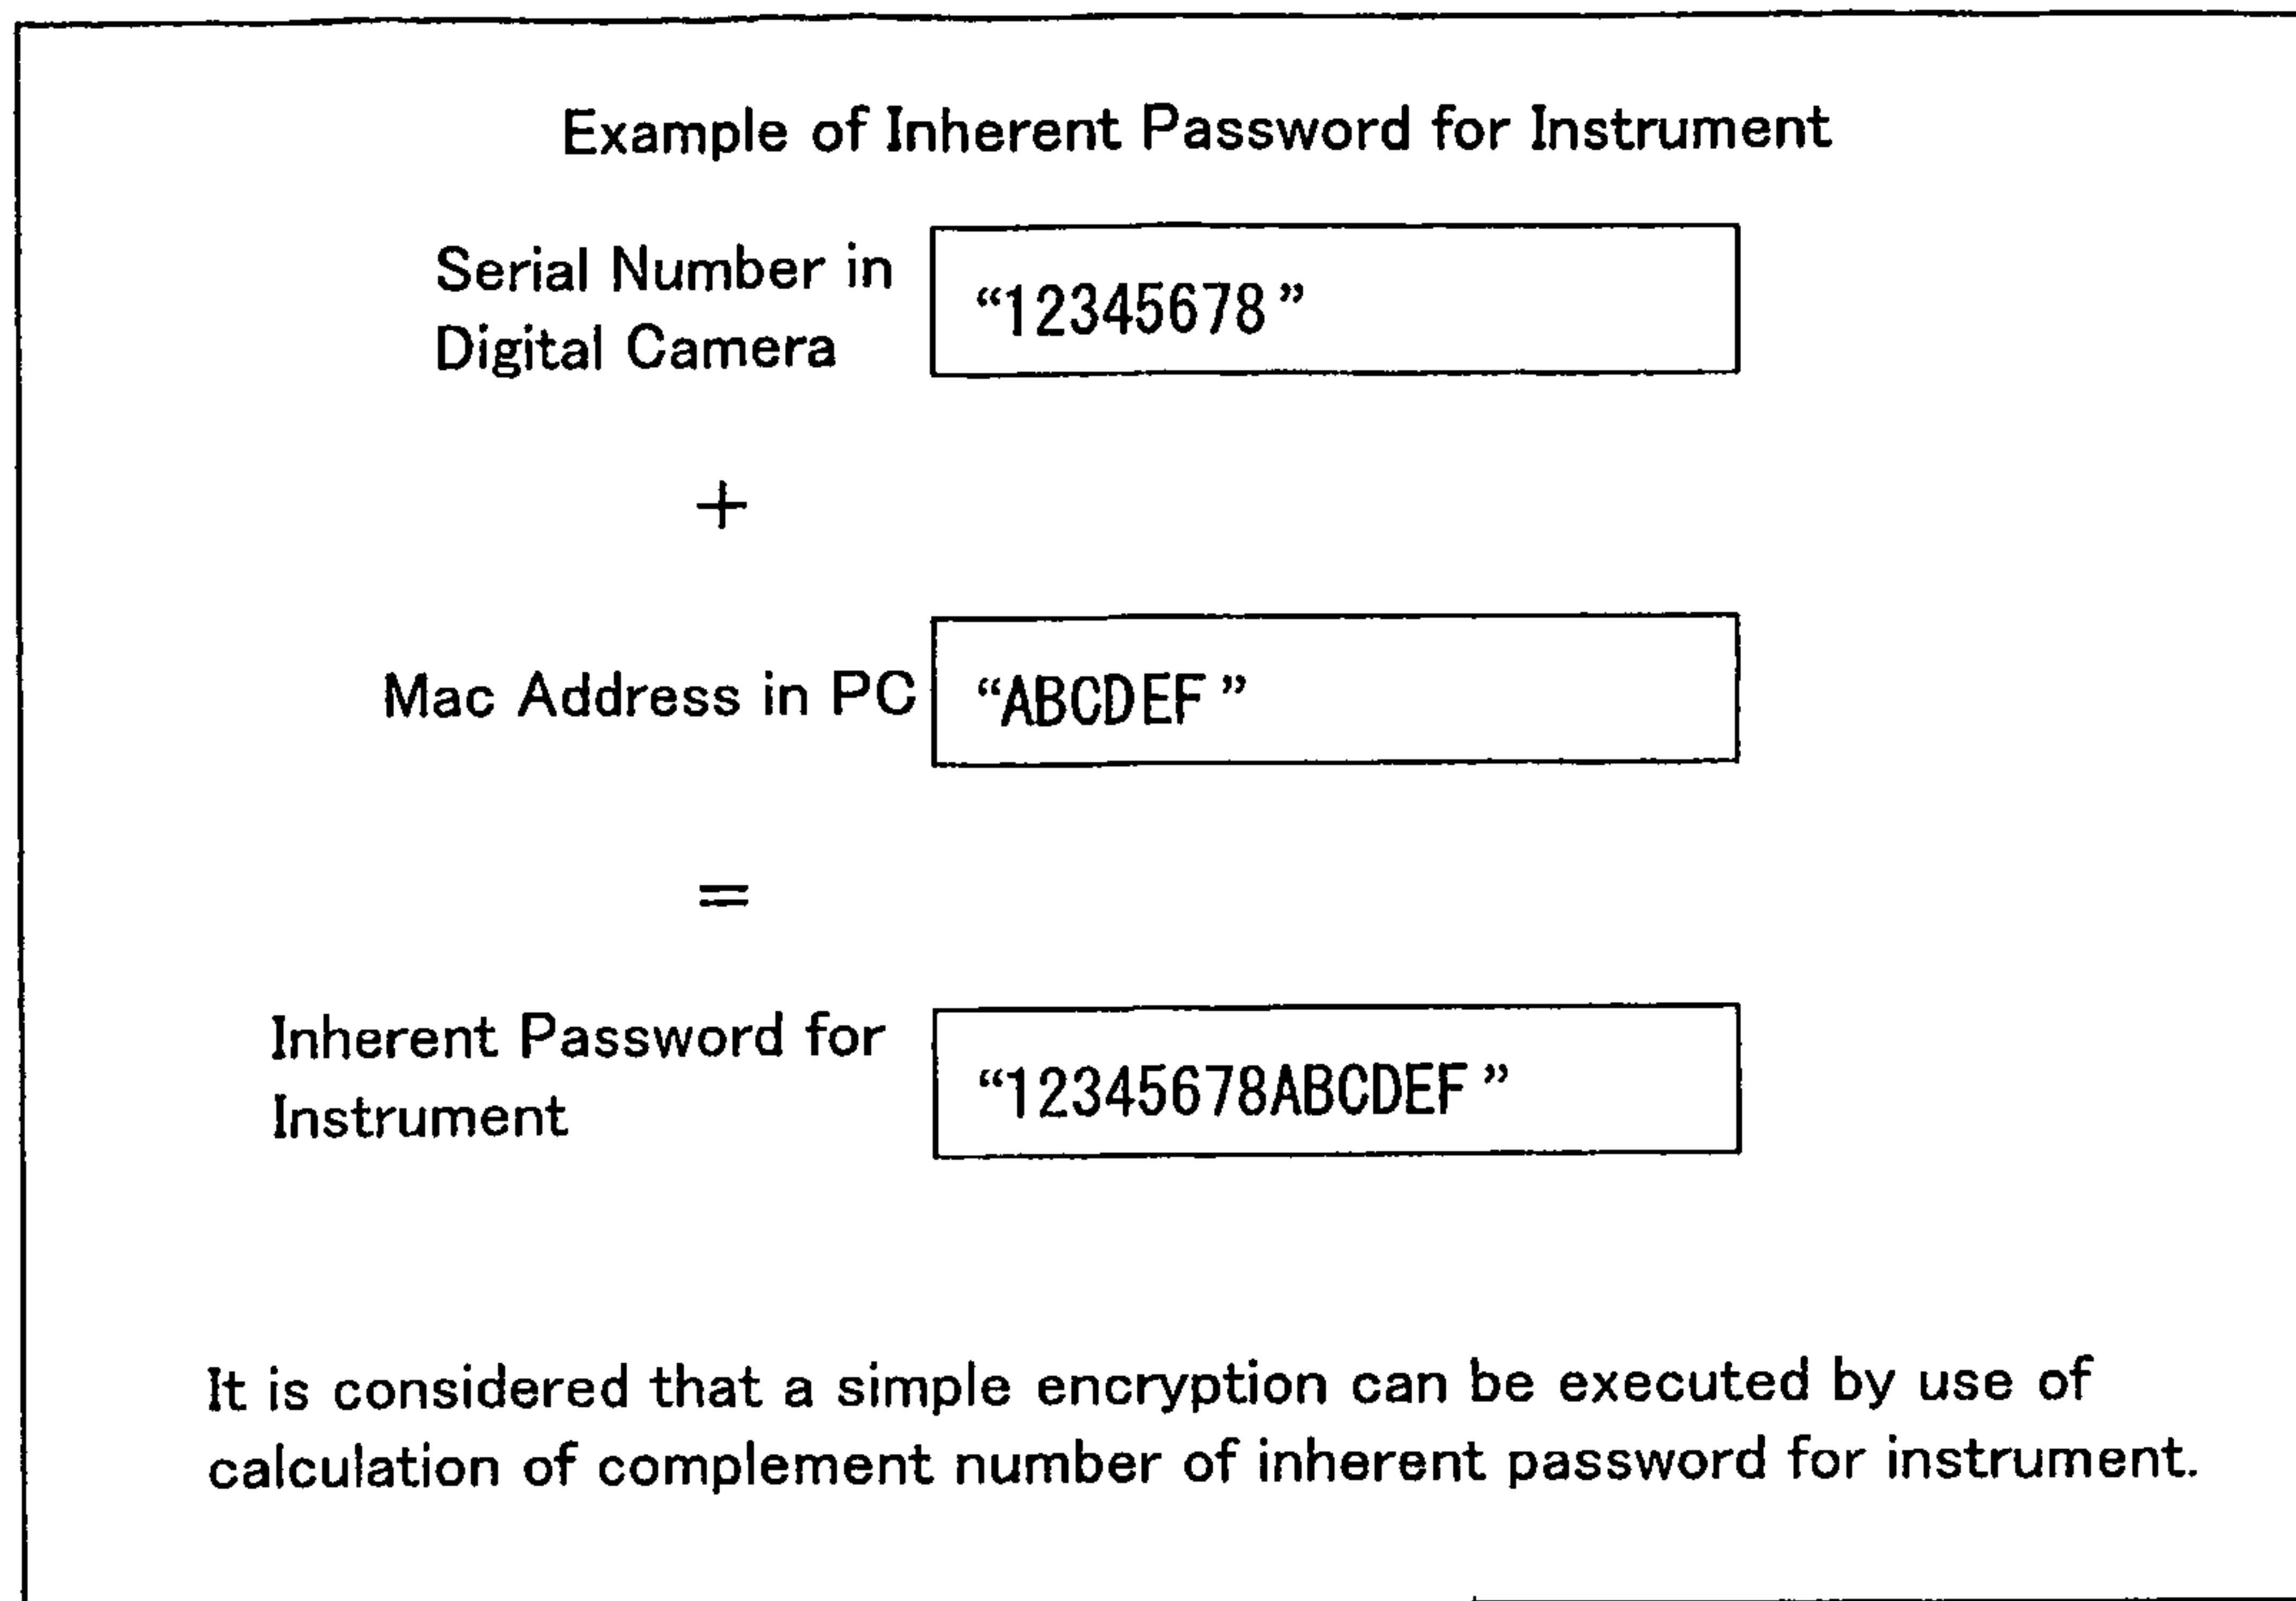 Example of Inherent Password for Instrument
Serial Number in
Digital Camera
“12345678”
+
Mac Address in PC
“ABCDEF”
=
Inherent Password for
Instrument
“12345678ABCDEF”
It is considered that a simple encryption can be executed by use of
calculation of complement number of inherent password for instrument.